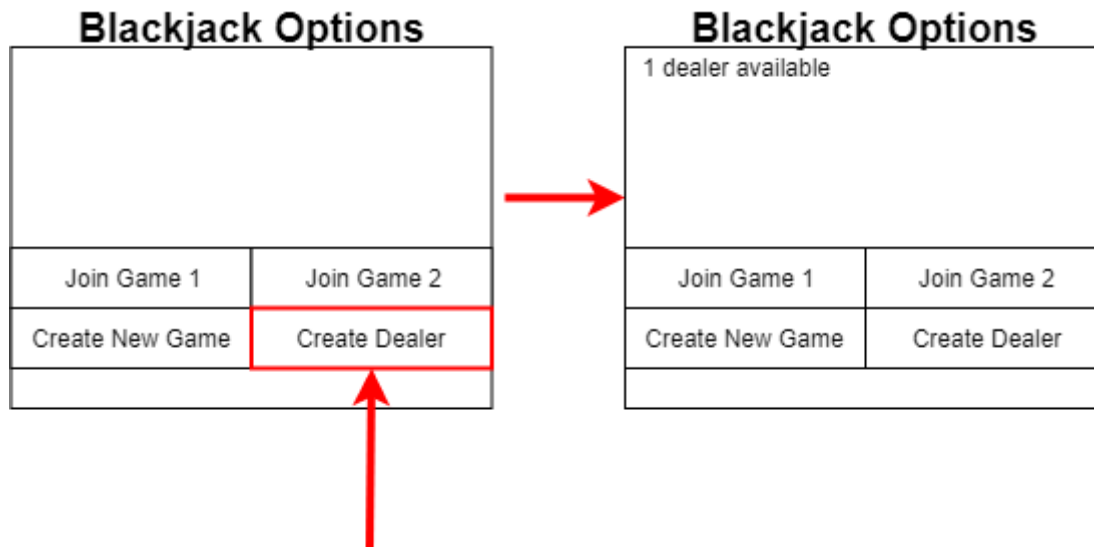 Blackjack Options
Join Game 1
Join Game 2
Create New Game
Create Dealer
Blackjack Options
1 dealer available
Join Game 1
Join Game 2
Create New Game
Create Dealer